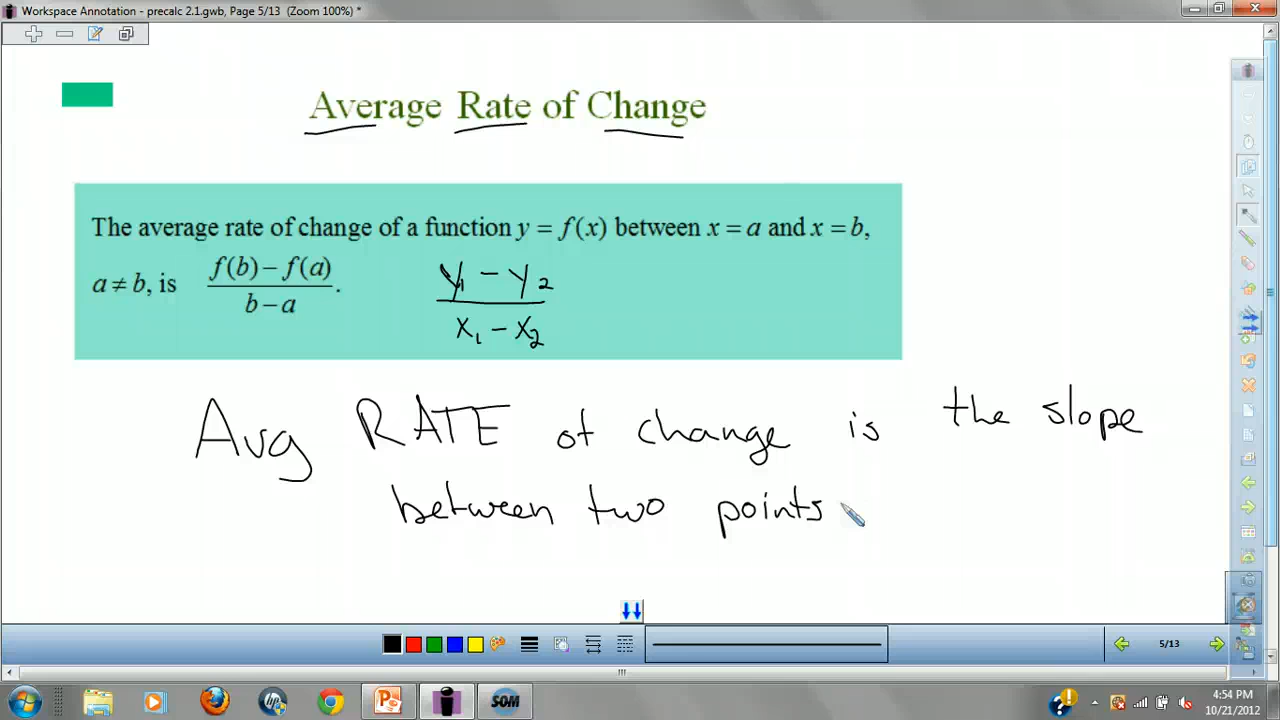 Workspace Annotation - precalc 2.1.gwb, Page 5/13 (Zoom 100%) *
Average Rate of Change
The average rate of change of a function y = f(x) between x = a and x = b,
a ≠ b, is f(b) − f(a) / b − a .
y₁ − y₂ / x₁ − x₂
Avg RATE of change is the slope
between two points
5/13
SOM
4:54 PM
10/21/2012